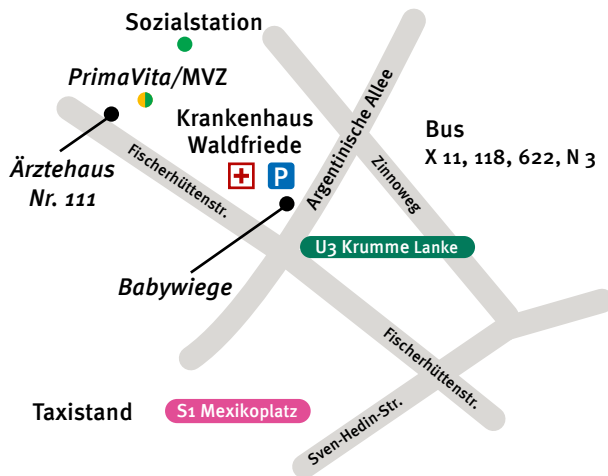 Sozialstation
PrimaVita/MVZ
Krankenhaus
Waldfriede
P
Ärztehaus
Nr. 111
Fischerhüttenstr.
Argentinische Allee
Zinnoweg
Bus
X 11, 118, 622, N 3
U3 Krumme Lanke
Babywiege
Fischerhüttenstr.
Taxistand
S1 Mexikoplatz
Sven-Hedin-Str.